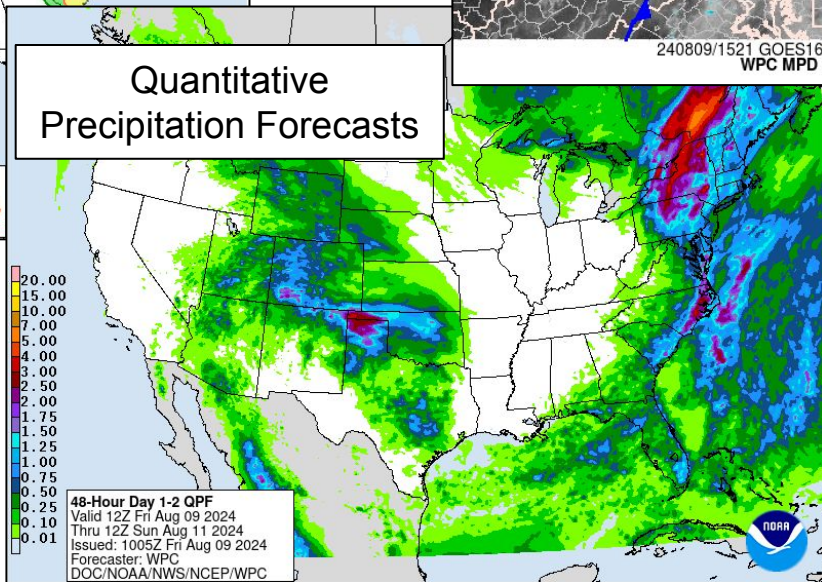 240809/1521 GOES16
WPC MPD
Quantitative
Precipitation Forecasts
20.00
15.00
10.00
7.00
5.00
4.00
3.00
2.50
2.00
1.75
1.50
1.25
1.00
0.75
0.50
0.25
0.10
0.01
48-Hour Day 1-2 QPF
Valid 12Z Fri Aug 09 2024
Thru 12Z Sun Aug 11 2024
Issued: 1005Z Fri Aug 09 2024
Forecaster: WPC
DOC/NOAA/NWS/NCEP/WPC
NOAA